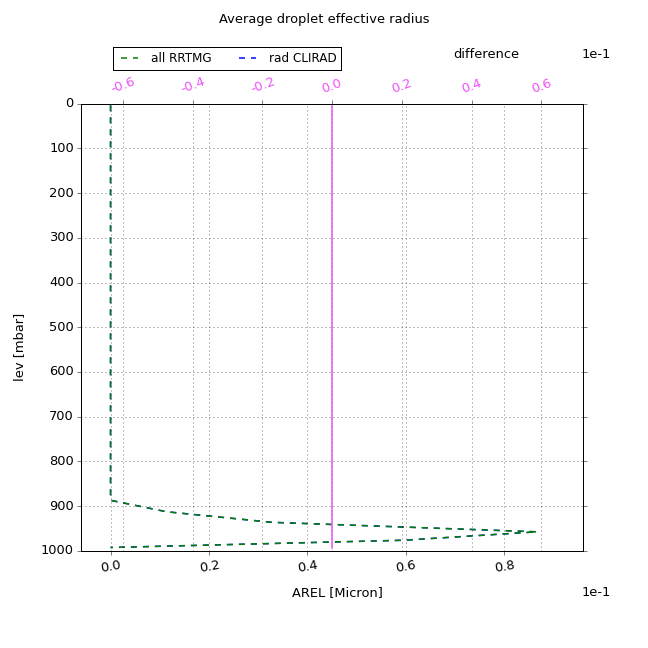 Average droplet effective radius
all RRTMG rad CLIRAD difference 1e-1
-0.6 -0.4 -0.2 0.0 0.2 0.4 0.6
0
100
200
300
400
500
600
700
800
900
1000
lev [mbar]
0.0 0.2 0.4 0.6 0.8
AREL [Micron] 1e-1